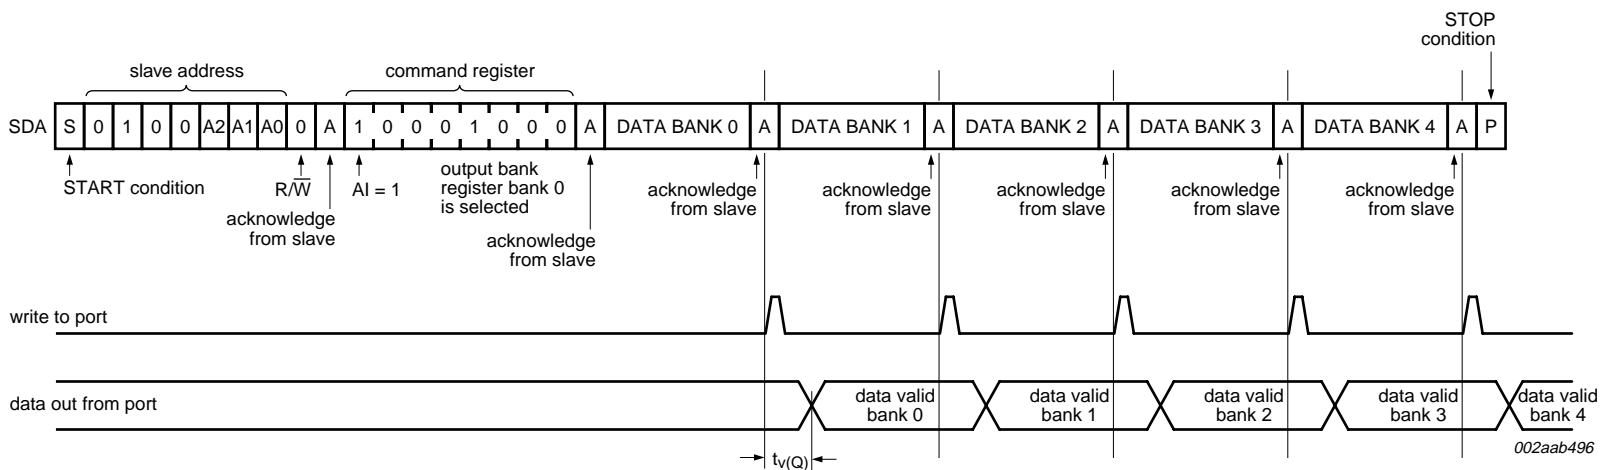 STOP
condition
slave address
command register
SDA S 0 1 0 0 A2 A1 A0 0 A 1 0 0 0 1 0 0 0 A DATA BANK 0 A DATA BANK 1 A DATA BANK 2 A DATA BANK 3 A DATA BANK 4 A P
START condition
R/W̅
AI = 1
output bank
register bank 0
is selected
acknowledge
from slave
acknowledge
from slave
acknowledge
from slave
acknowledge
from slave
acknowledge
from slave
acknowledge
from slave
acknowledge
from slave
write to port
data out from port
data valid
bank 0
data valid
bank 1
data valid
bank 2
data valid
bank 3
data valid
bank 4
tv(Q)
002aab496